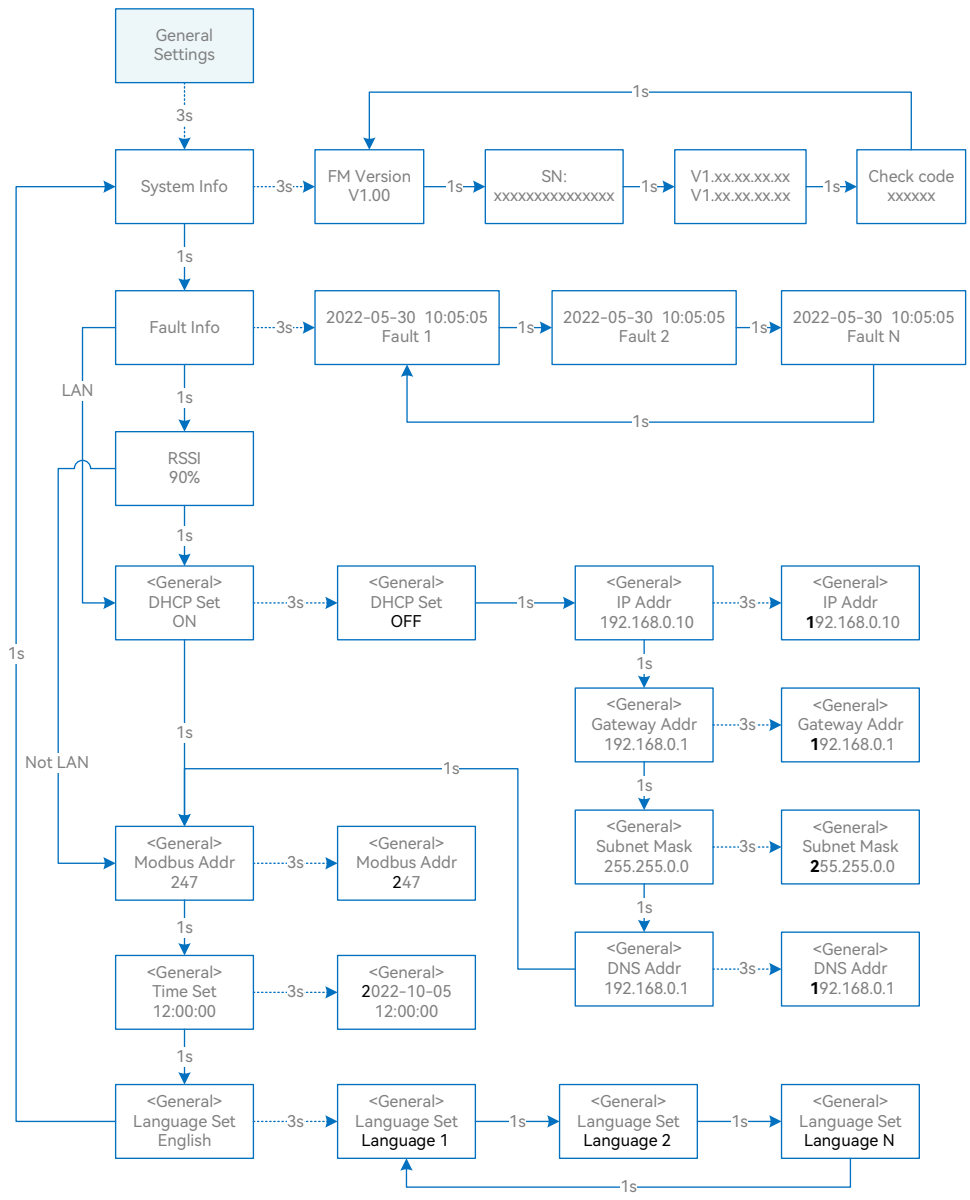 General
Settings
3s
1s
System Info
3s
FM Version
V1.00
1s
SN:
xxxxxxxxxxxxxxx
1s
V1.xx.xx.xx.xx
V1.xx.xx.xx.xx
1s
Check code
xxxxxx
1s
Fault Info
3s
2022-05-30 10:05:05
Fault 1
1s
2022-05-30 10:05:05
Fault 2
1s
2022-05-30 10:05:05
Fault N
LAN
1s
1s
RSSI
90%
1s
<General>
DHCP Set
ON
3s
<General>
DHCP Set
OFF
1s
<General>
IP Addr
192.168.0.10
3s
<General>
IP Addr
192.168.0.10
1s
1s
1s
<General>
Gateway Addr
192.168.0.1
3s
<General>
Gateway Addr
192.168.0.1
Not LAN
1s
1s
<General>
Modbus Addr
247
3s
<General>
Modbus Addr
247
<General>
Subnet Mask
255.255.0.0
3s
<General>
Subnet Mask
255.255.0.0
1s
1s
<General>
Time Set
12:00:00
3s
<General>
2022-10-05
12:00:00
<General>
DNS Addr
192.168.0.1
3s
<General>
DNS Addr
192.168.0.1
1s
<General>
Language Set
English
3s
<General>
Language Set
Language 1
1s
<General>
Language Set
Language 2
1s
<General>
Language Set
Language N
1s